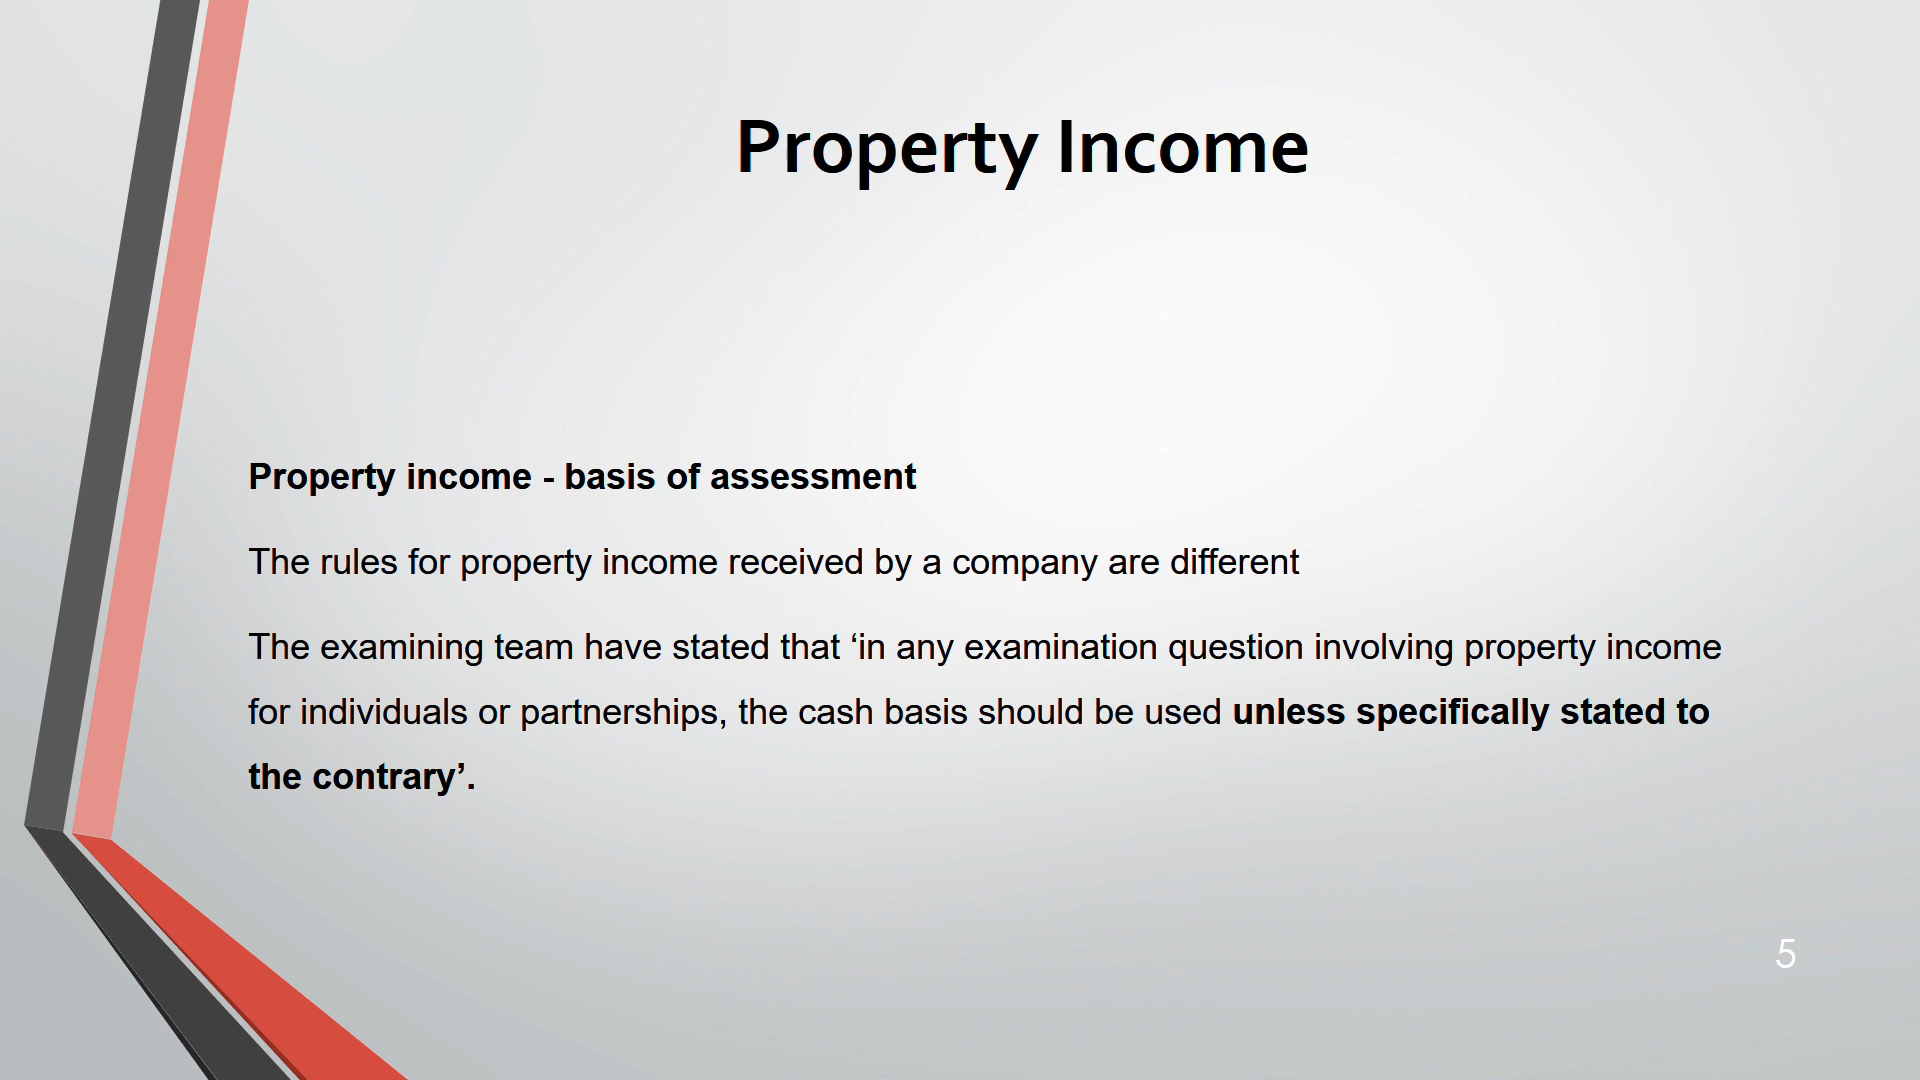 Property Income
Property income - basis of assessment
The rules for property income received by a company are different
The examining team have stated that ‘in any examination question involving property income
for individuals or partnerships, the cash basis should be used unless specifically stated to
the contrary’.
5